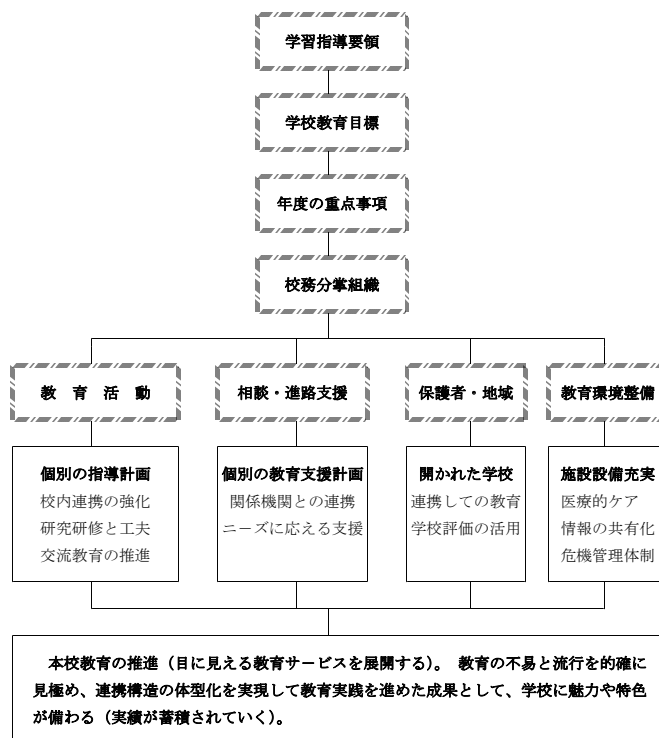 学習指導要領
学校教育目標
年度の重点事項
校務分掌組織
教　育　活　動
相談・進路支援
保護者・地域
教育環境整備
個別の指導計画
校内連携の強化
研究研修と工夫
交流教育の推進
個別の教育支援計画
関係機関との連携
ニーズに応える支援
開かれた学校
連携しての教育
学校評価の活用
施設設備充実
医療的ケア
情報の共有化
危機管理体制
本校教育の推進（目に見える教育サービスを展開する）。 教育の不易と流行を的確に
見極め、連携構造の体型化を実現して教育実践を進めた成果として、学校に魅力や特色
が備わる（実績が蓄積されていく）。